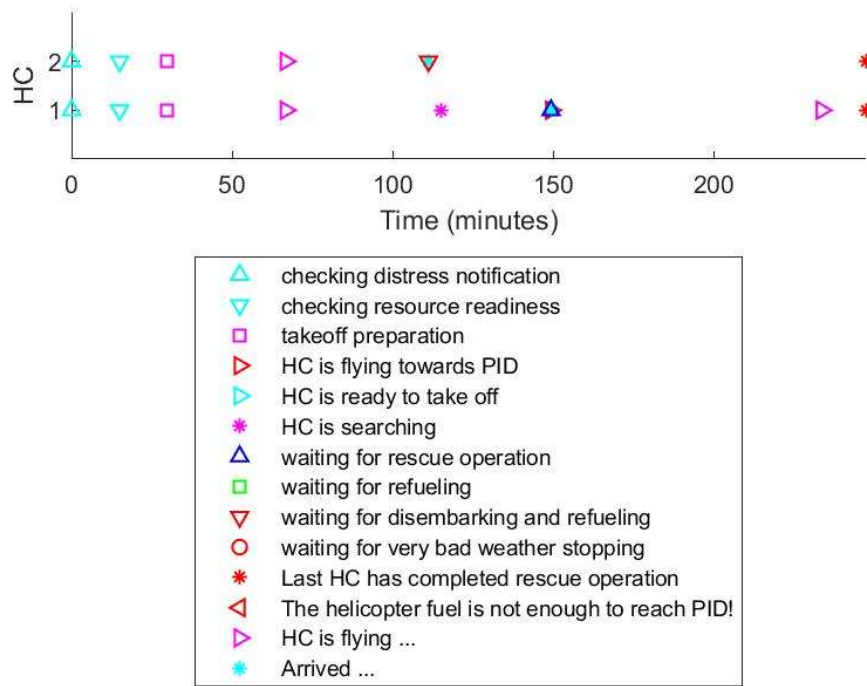 HC
2
1
0 50 100 150 200
Time (minutes)
checking distress notification
checking resource readiness
takeoff preparation
HC is flying towards PID
HC is ready to take off
HC is searching
waiting for rescue operation
waiting for refueling
waiting for disembarking and refueling
waiting for very bad weather stopping
Last HC has completed rescue operation
The helicopter fuel is not enough to reach PID!
HC is flying ...
Arrived ...